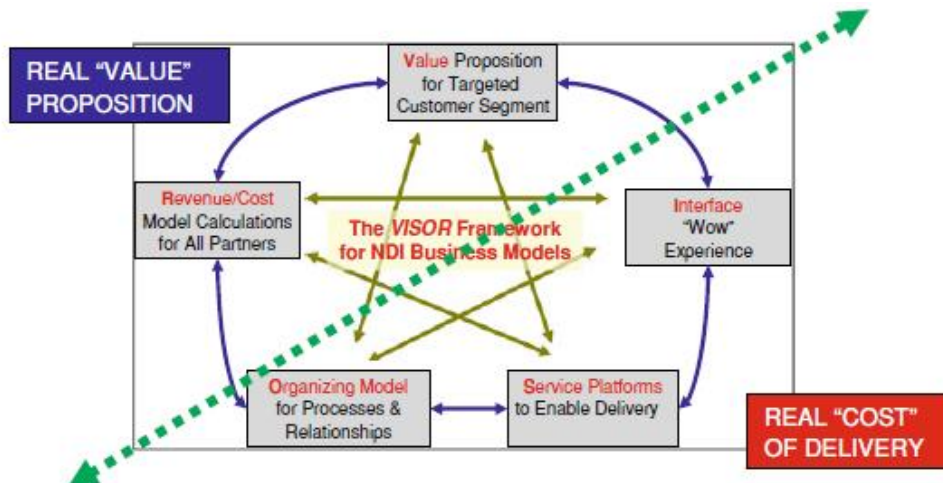 REAL “VALUE”
PROPOSITION
Value Proposition
for Targeted
Customer Segment
Revenue/Cost
Model Calculations
for All Partners
The VISOR Framework
for NDI Business Models
Interface
“Wow”
Experience
Organizing Model
for Processes &
Relationships
Service Platforms
to Enable Delivery
REAL “COST”
OF DELIVERY